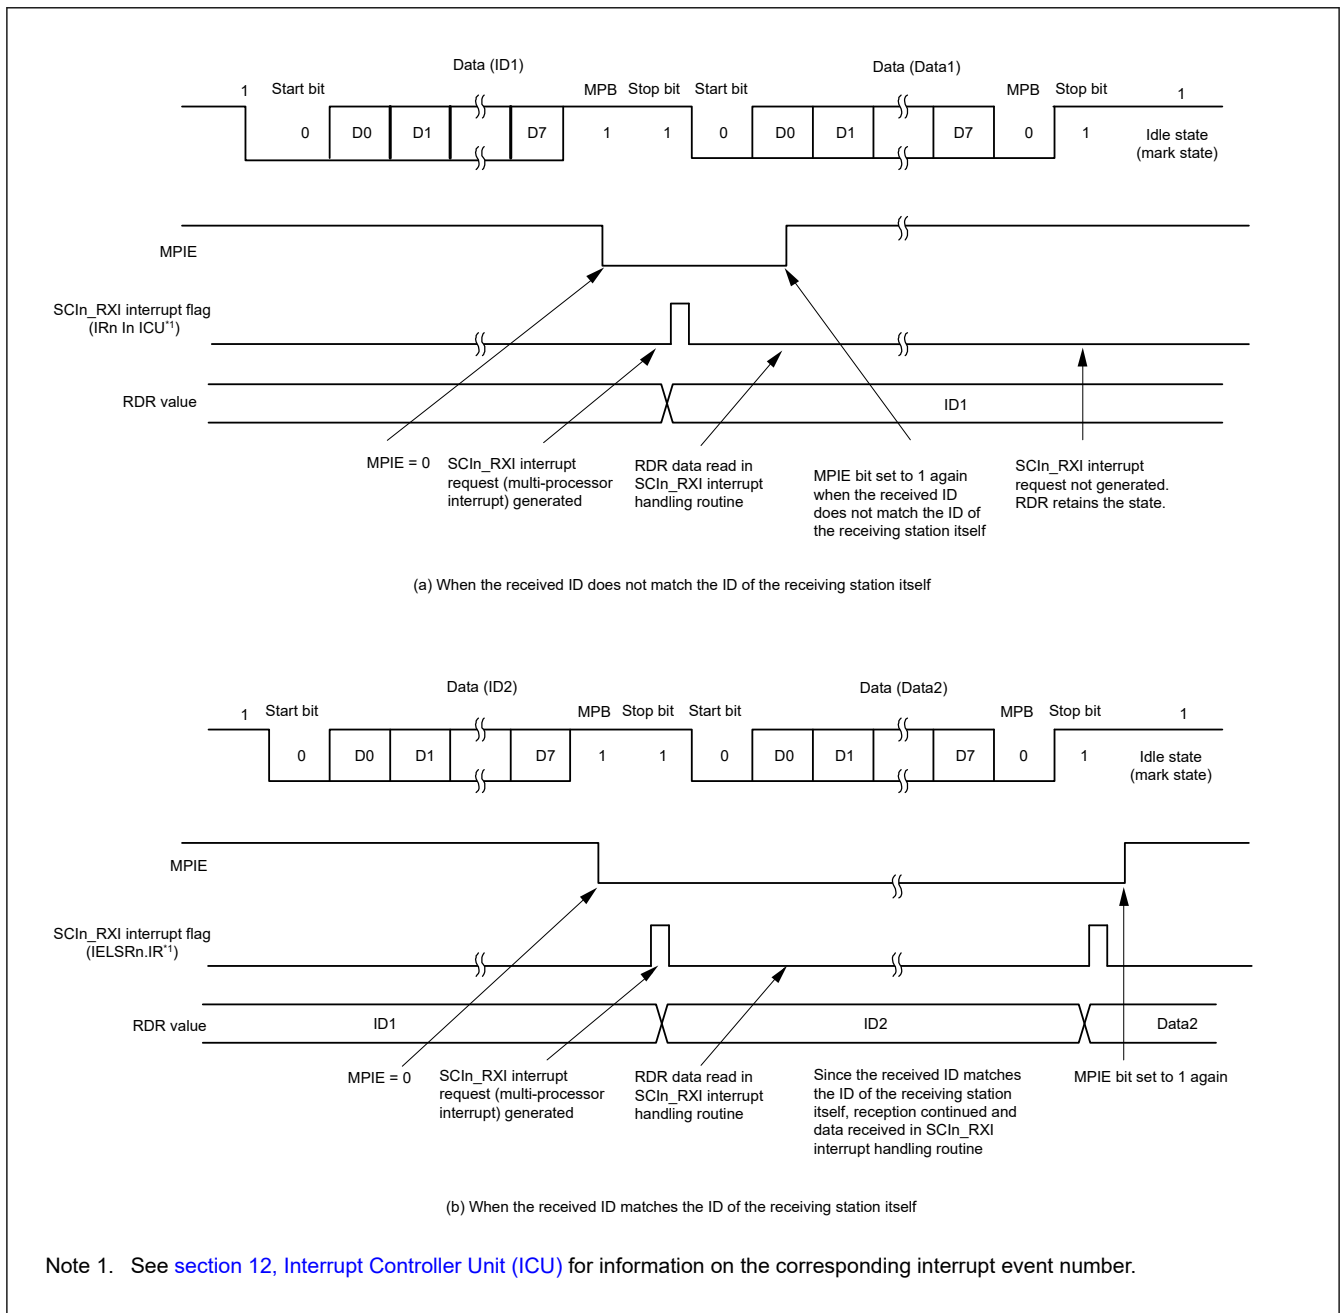 Data (ID1)
Data (Data1)
1 Start bit MPB Stop bit Start bit MPB Stop bit 1
0 D0 D1 D7 1 1 0 D0 D1 D7 0 1 Idle state
(mark state)
MPIE
SCIn_RXI interrupt flag
(IRn In ICU*1)
RDR value
ID1
MPIE = 0
SCIn_RXI interrupt
request (multi-processor
interrupt) generated
RDR data read in
SCIn_RXI interrupt
handling routine
MPIE bit set to 1 again
when the received ID
does not match the ID of
the receiving station itself
SCIn_RXI interrupt
request not generated.
RDR retains the state.
(a) When the received ID does not match the ID of the receiving station itself
Data (ID2)
Data (Data2)
1 Start bit MPB Stop bit Start bit MPB Stop bit 1
0 D0 D1 D7 1 1 0 D0 D1 D7 0 1 Idle state
(mark state)
MPIE
SCIn_RXI interrupt flag
(IELSRn.IR*1)
RDR value
ID1 ID2 Data2
MPIE = 0
SCIn_RXI interrupt
request (multi-processor
interrupt) generated
RDR data read in
SCIn_RXI interrupt
handling routine
Since the received ID matches
the ID of the receiving station
itself, reception continued and
data received in SCIn_RXI
interrupt handling routine
MPIE bit set to 1 again
(b) When the received ID matches the ID of the receiving station itself
Note 1. See section 12, Interrupt Controller Unit (ICU) for information on the corresponding interrupt event number.